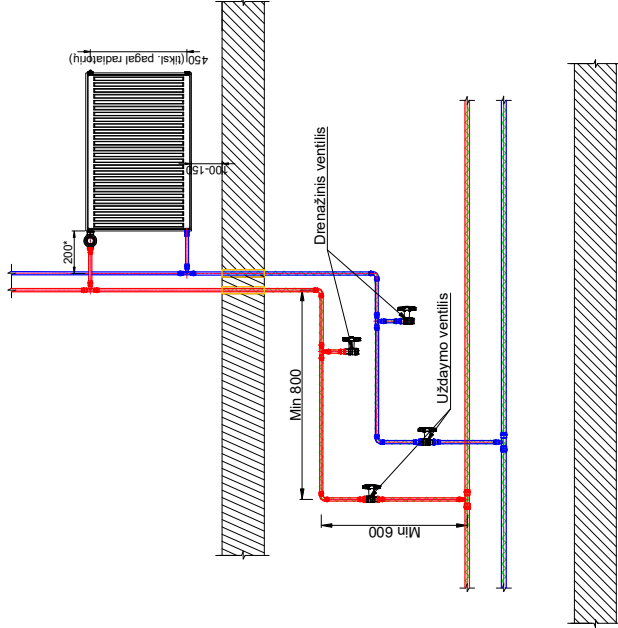 450 (tiksl. pagal radiatorių)
100-150
200*
Drenažinis ventilis
Uždaymo ventilis
Min 800
Min 600